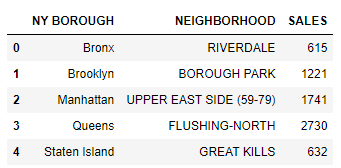 NY BOROUGH NEIGHBORHOOD SALES
0 Bronx RIVERDALE 615
1 Brooklyn BOROUGH PARK 1221
2 Manhattan UPPER EAST SIDE (59-79) 1741
3 Queens FLUSHING-NORTH 2730
4 Staten Island GREAT KILLS 632